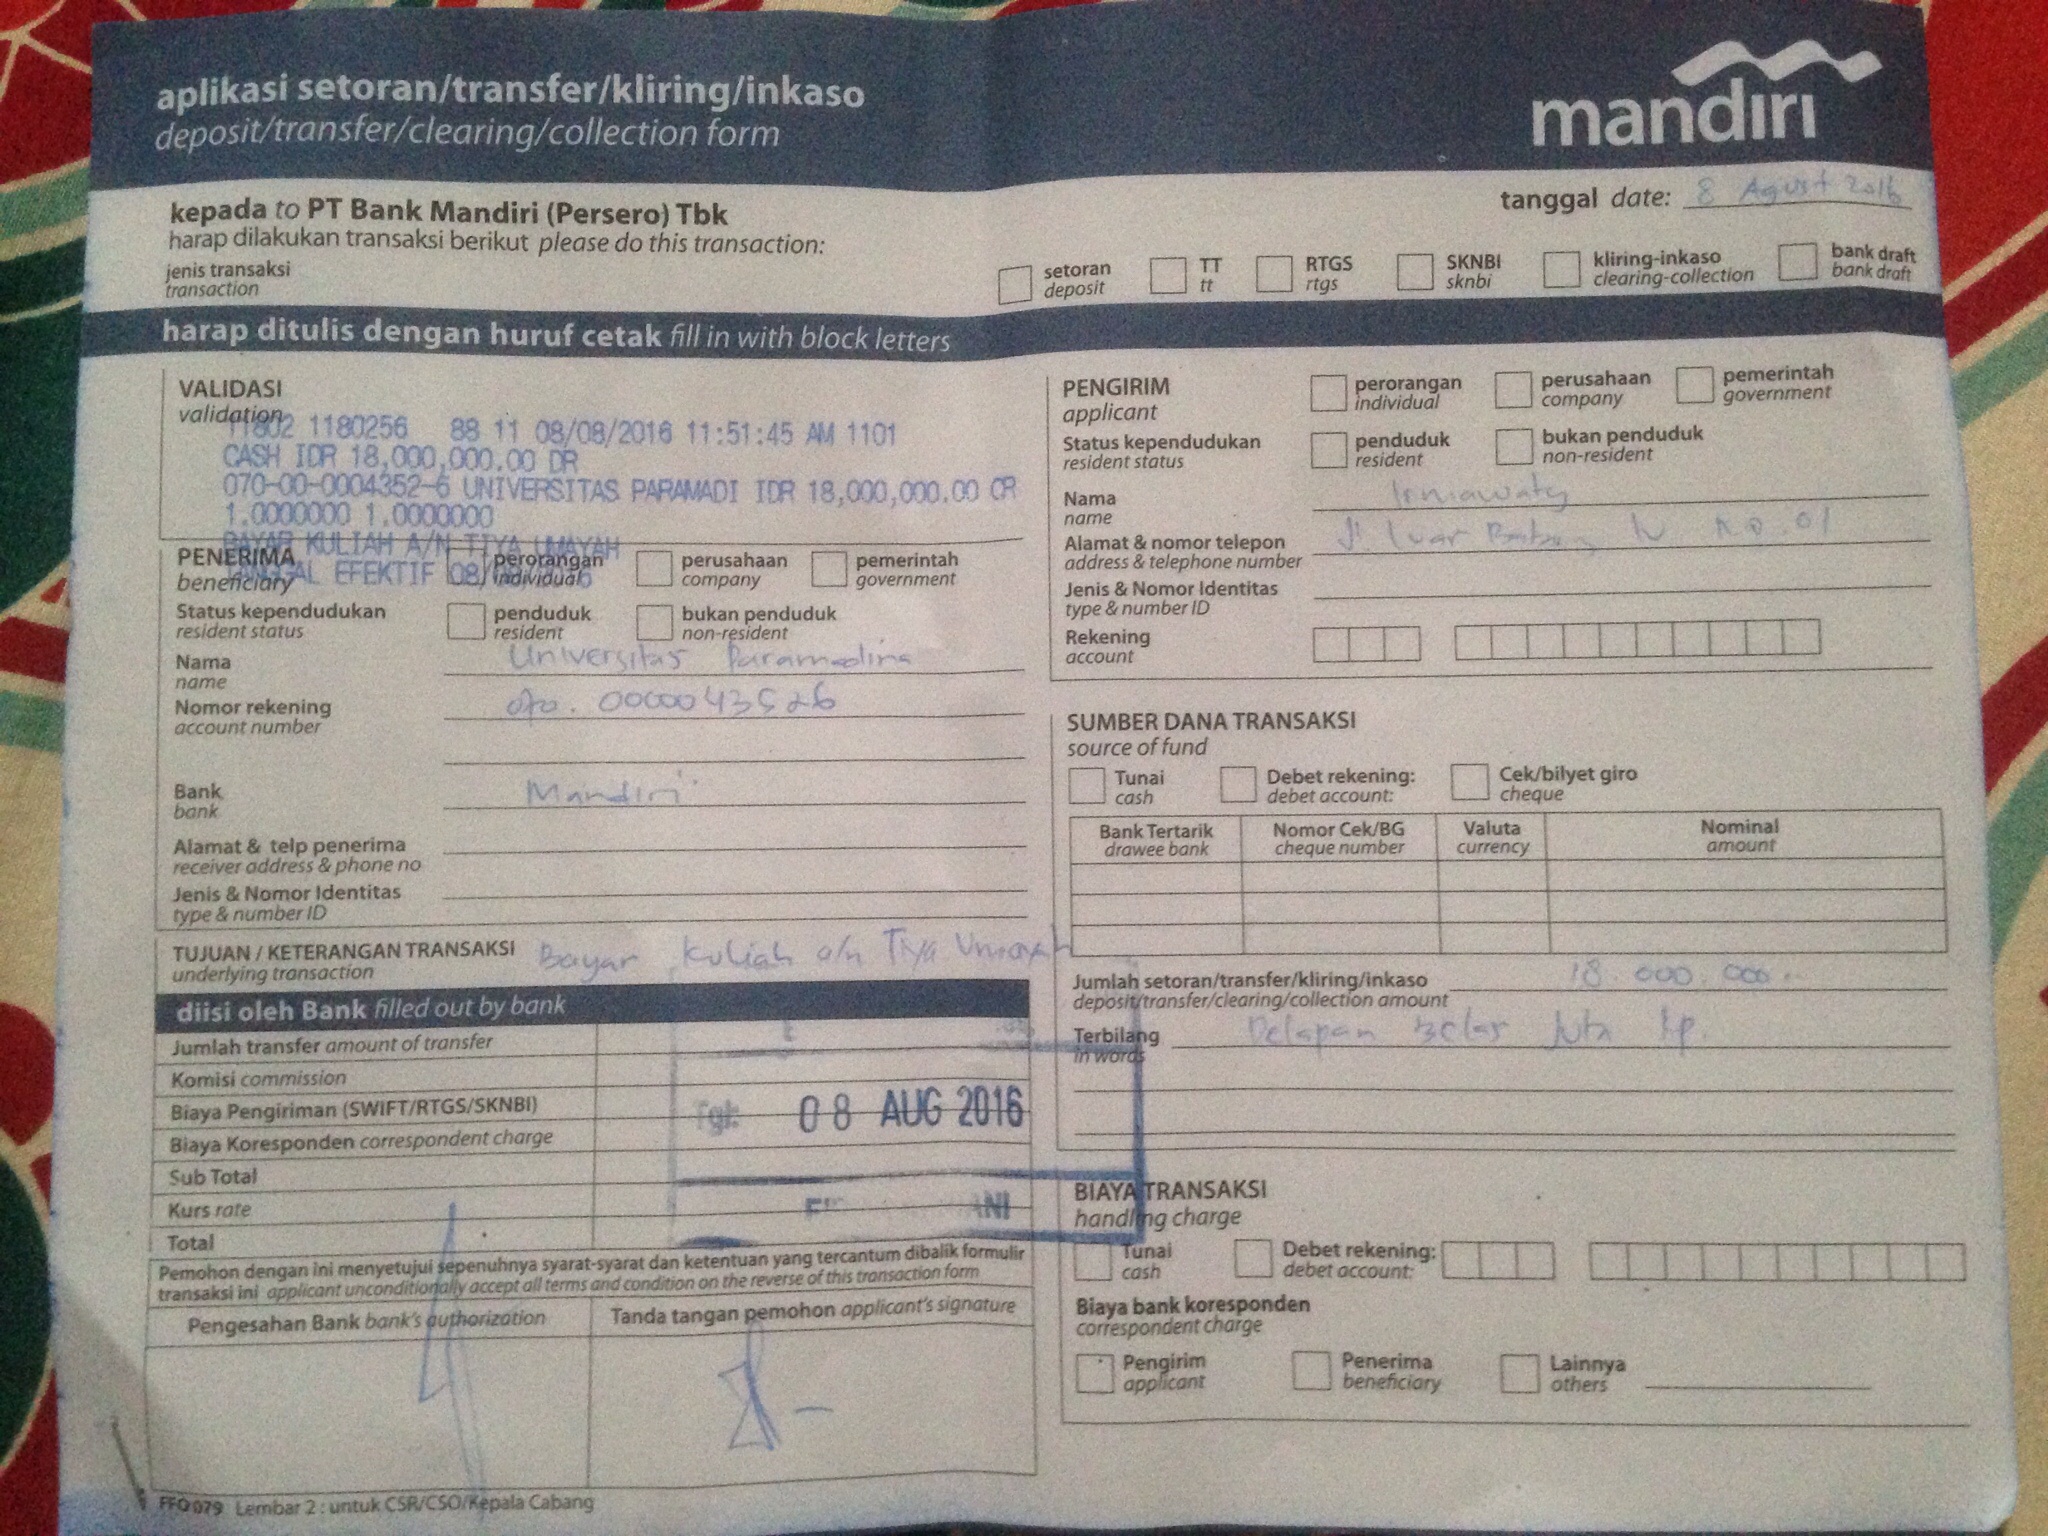 aplikasi setoran/transfer/kliring/inkaso
deposit/transfer/clearing/collection form
mandiri
kepada to PT Bank Mandiri (Persero) Tbk
harap dilakukan transaksi berikut please do this transaction:
tanggal date: 8 Agust 2016
jenis transaksi
transaction
setoran
deposit
TT
tt
RTGS
rtgs
SKNBI
sknbi
kliring-inkaso
clearing-collection
bank draft
bank draft
harap ditulis dengan huruf cetak fill in with block letters
VALIDASI
validation
11802 1180256 88 11 08/08/2016 11:51:45 AM 1101
CASH IDR 18,000,000.00 DR
070-00-0004352-6 UNIVERSITAS PARAMADI IDR 18,000,000.00 CR
1.0000000 1.0000000
BAYAR KULIAH A/N TIYA UMAYAH
EFEKTIF 08/08/2016
PENERIMA
beneficiary
perorangan
individual
perusahaan
company
pemerintah
government
Status kependudukan
resident status
penduduk
resident
bukan penduduk
non-resident
Nama Universitas Paramadina
name
Nomor rekening 070. 0000043526
account number
Bank Mandiri
bank
Alamat & telp penerima
receiver address & phone no
Jenis & Nomor Identitas
type & number ID
TUJUAN / KETERANGAN TRANSAKSI Bayar Kuliah a/n Tiya Umayah
underlying transaction
diisi oleh Bank filled out by bank
Jumlah transfer amount of transfer
Komisi commission
Biaya Pengiriman (SWIFT/RTGS/SKNBI)
Biaya Koresponden correspondent charge
Sub Total
Kurs rate
Total
Tgl. 08 AUG 2016
Pemohon dengan ini menyetujui sepenuhnya syarat-syarat dan ketentuan yang tercantum dibalik formulir
transaksi ini applicant unconditionally accept all terms and condition on the reverse of this transaction form
Pengesahan Bank bank's authorization
Tanda tangan pemohon applicant's signature
FFO 079 Lembar 2 : untuk CSR/CSO/Kepala Cabang
PENGIRIM
applicant
perorangan
individual
perusahaan
company
pemerintah
government
Status kependudukan
resident status
penduduk
resident
bukan penduduk
non-resident
Nama Irmawaty
name
Alamat & nomor telepon Jl. Luar Batang IV No. 01
address & telephone number
Jenis & Nomor Identitas
type & number ID
Rekening
account
SUMBER DANA TRANSAKSI
source of fund
Tunai
cash
Debet rekening:
debet account:
Cek/bilyet giro
cheque
Bank Tertarik
drawee bank
Nomor Cek/BG
cheque number
Valuta
currency
Nominal
amount
Jumlah setoran/transfer/kliring/inkaso 18.000.000
deposit/transfer/clearing/collection amount
Terbilang Delapan belas Juta Rp.
in words
BIAYA TRANSAKSI
handling charge
Tunai
cash
Debet rekening:
debet account:
Biaya bank koresponden
correspondent charge
Pengirim
applicant
Penerima
beneficiary
Lainnya
others